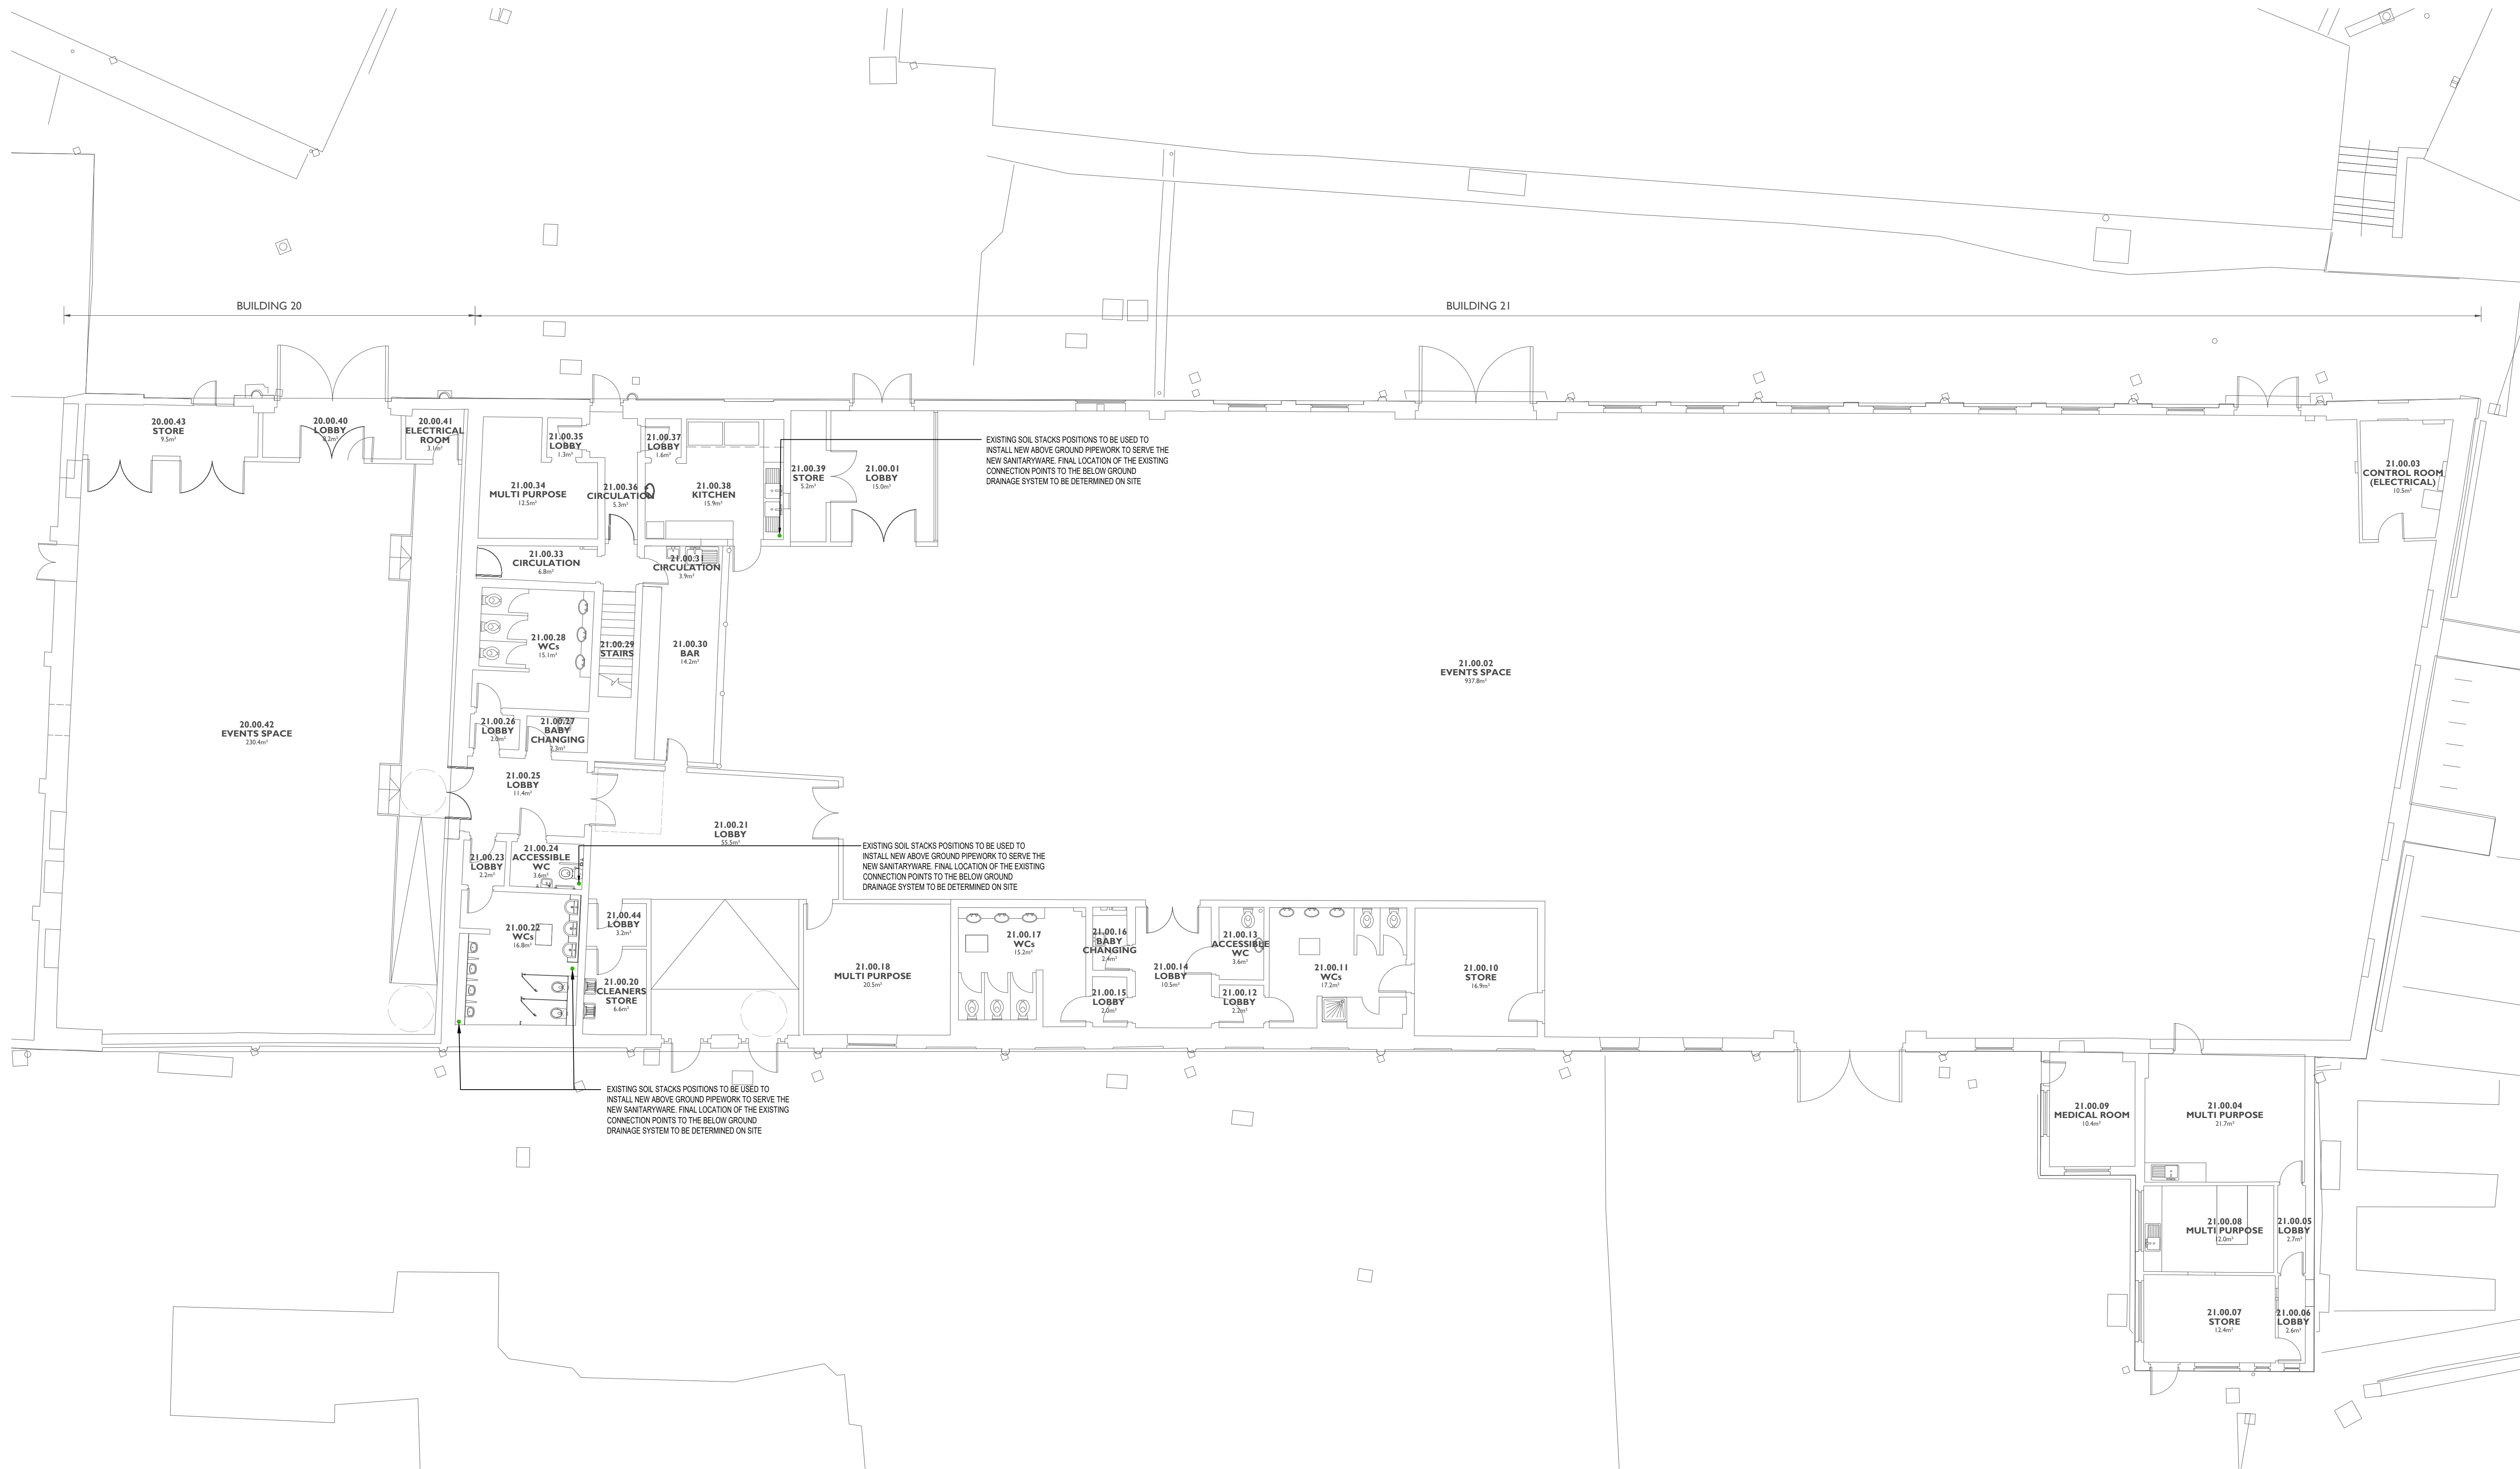 BUILDING 20
BUILDING 21
20.00.43
STORE
9.5m²
20.00.40
LOBBY
8.2m²
20.00.41
ELECTRICAL
ROOM
3.1m²
21.00.35
LOBBY
1.3m²
21.00.37
LOBBY
1.6m²
EXISTING SOIL STACKS POSITIONS TO BE USED TO
INSTALL NEW ABOVE GROUND PIPEWORK TO SERVE THE
NEW SANITARYWARE. FINAL LOCATION OF THE EXISTING
CONNECTION POINTS TO THE BELOW GROUND
DRAINAGE SYSTEM TO BE DETERMINED ON SITE
21.00.34
MULTI PURPOSE
12.5m²
21.00.36
CIRCULATION
5.3m²
21.00.38
KITCHEN
15.9m²
21.00.39
STORE
5.2m²
21.00.01
LOBBY
15.0m²
21.00.03
CONTROL ROOM
(ELECTRICAL)
10.5m²
21.00.33
CIRCULATION
6.8m²
21.00.31
CIRCULATION
3.9m²
21.00.28
WCs
15.1m²
21.00.29
STAIRS
21.00.30
BAR
14.2m²
21.00.02
EVENTS SPACE
937.8m²
20.00.42
EVENTS SPACE
230.4m²
21.00.26
LOBBY
2.0m²
21.00.27
BABY
CHANGING
2.3m²
21.00.25
LOBBY
11.4m²
21.00.21
LOBBY
55.5m²
21.00.23
LOBBY
2.2m²
21.00.24
ACCESSIBLE
WC
3.6m²
EXISTING SOIL STACKS POSITIONS TO BE USED TO
INSTALL NEW ABOVE GROUND PIPEWORK TO SERVE THE
NEW SANITARYWARE. FINAL LOCATION OF THE EXISTING
CONNECTION POINTS TO THE BELOW GROUND
DRAINAGE SYSTEM TO BE DETERMINED ON SITE
21.00.22
WCs
16.8m²
21.00.44
LOBBY
3.2m²
21.00.20
CLEANERS
STORE
6.6m²
21.00.18
MULTI PURPOSE
20.5m²
21.00.17
WCs
15.2m²
21.00.16
BABY
CHANGING
2.4m²
21.00.15
LOBBY
2.0m²
21.00.14
LOBBY
10.5m²
21.00.13
ACCESSIBLE
WC
3.6m²
21.00.12
LOBBY
2.2m²
21.00.11
WCs
17.2m²
21.00.10
STORE
16.9m²
EXISTING SOIL STACKS POSITIONS TO BE USED TO
INSTALL NEW ABOVE GROUND PIPEWORK TO SERVE THE
NEW SANITARYWARE. FINAL LOCATION OF THE EXISTING
CONNECTION POINTS TO THE BELOW GROUND
DRAINAGE SYSTEM TO BE DETERMINED ON SITE
21.00.09
MEDICAL ROOM
10.4m²
21.00.04
MULTI PURPOSE
21.7m²
21.00.08
MULTI PURPOSE
12.0m²
21.00.05
LOBBY
2.7m²
21.00.07
STORE
12.4m²
21.00.06
LOBBY
2.6m²